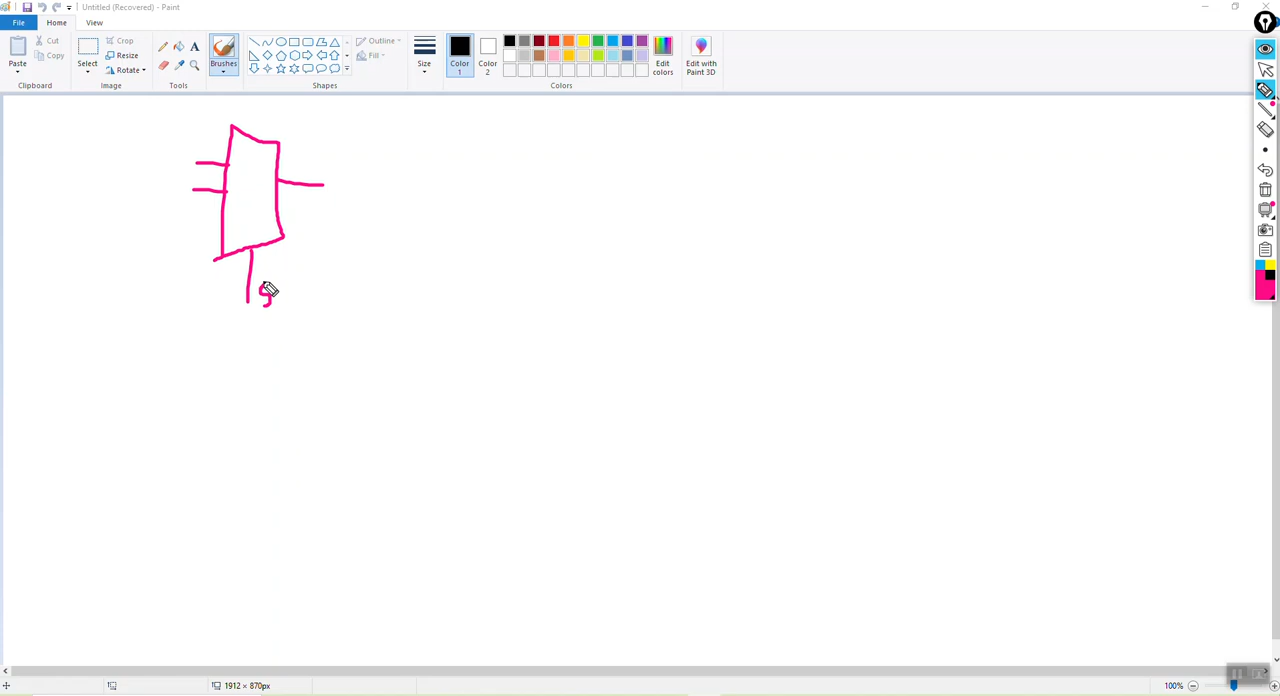 Untitled (Recovered) - Paint
File Home View
Paste
Cut
Copy
Clipboard
Select
Crop
Resize
Rotate
Image
A
Tools
Brushes
Outline
Fill
Shapes
Size
Color 1
Color 2
Edit colors
Edit with Paint 3D
Colors
S
1912 × 870px
100%